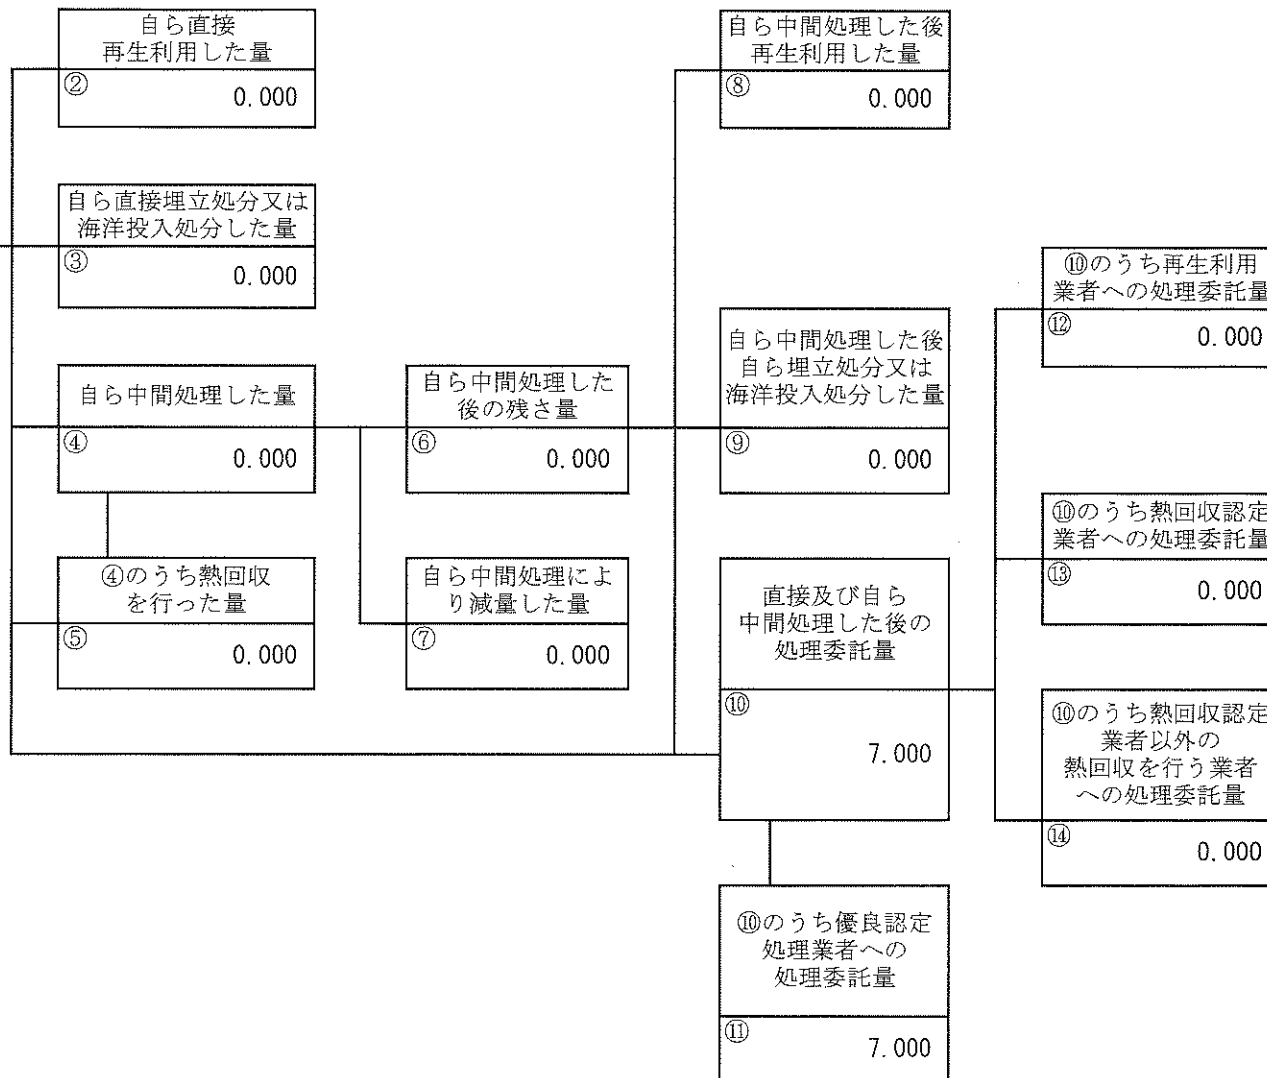 自ら直接
再生利用した量
②
0.000
自ら直接埋立処分又は
海洋投入処分した量
③
0.000
自ら中間処理した量
④
0.000
④のうち熱回収
を行った量
⑤
0.000
自ら中間処理した
後の残さ量
⑥
0.000
自ら中間処理によ
り減量した量
⑦
0.000
自ら中間処理した後
再生利用した量
⑧
0.000
自ら中間処理した後
自ら埋立処分又は
海洋投入処分した量
⑨
0.000
直接及び自ら
中間処理した後の
処理委託量
⑩
7.000
⑩のうち優良認定
処理業者への
処理委託量
⑪
7.000
⑩のうち再生利用
業者への処理委託量
⑫
0.000
⑩のうち熱回収認定
業者への処理委託量
⑬
0.000
⑩のうち熱回収認定
業者以外の
熱回収を行う業者
への処理委託量
⑭
0.000